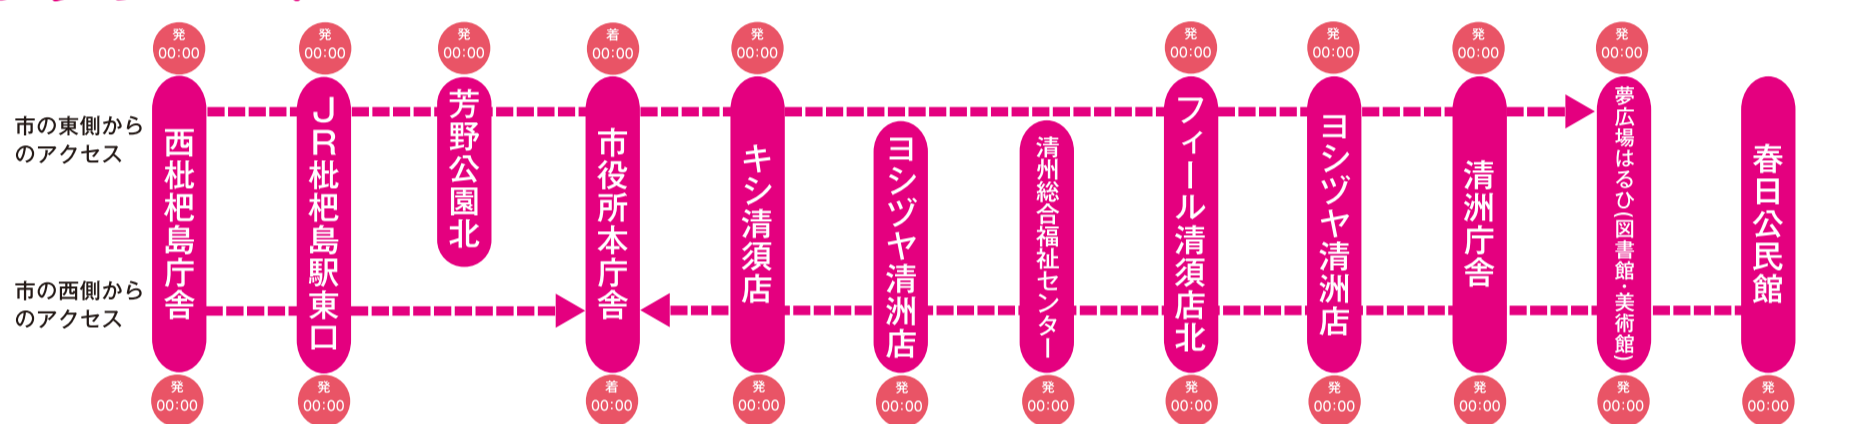 発
00:00
発
00:00
発
00:00
着
00:00
発
00:00
発
00:00
発
00:00
発
00:00
発
00:00
市の東側から
のアクセス
市の西側から
のアクセス
西枇杷島庁舎
JR枇杷島駅東口
芳野公園北
市役所本庁舎
キシ清須店
ヨシヅヤ清洲店
清州総合福祉センター
フィール清須店北
ヨシヅヤ清洲店
清洲庁舎
夢広場はるひ(図書館・美術館)
春日公民館
発
00:00
発
00:00
着
00:00
発
00:00
発
00:00
発
00:00
発
00:00
発
00:00
発
00:00
発
00:00
発
00:00